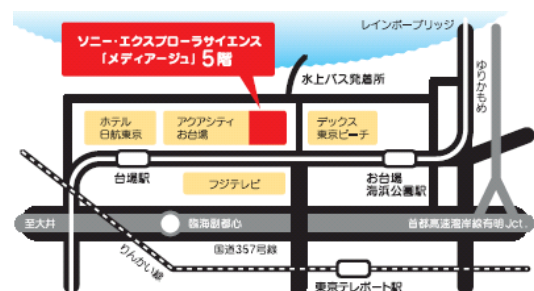 レインボーブリッジ
ソニー・エクスプローラサイエンス
「メディアージュ」5階
ゆりかもめ
水上バス発着所
ホテル
日航東京
アクアシティ
お台場
デックス
東京ビーチ
台場駅
お台場
海浜公園駅
フジテレビ
至大井
臨海副都心
首都高速湾岸線有明Jct.
国道357号線
りんかい線
東京テレポート駅